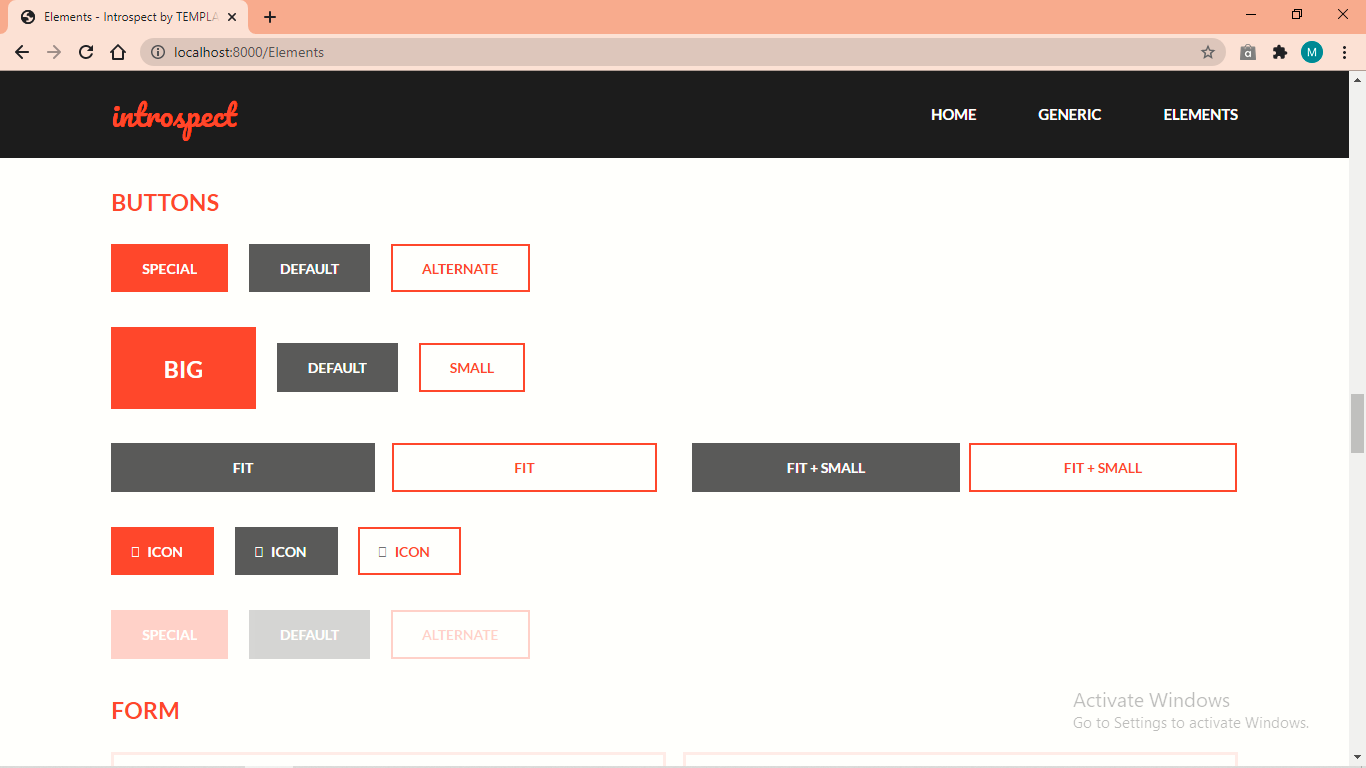 Elements - Introspect by TEMPLA
localhost:8000/Elements
M
introspect
HOME GENERIC ELEMENTS
BUTTONS
SPECIAL DEFAULT ALTERNATE
BIG DEFAULT SMALL
FIT FIT FIT + SMALL FIT + SMALL
ICON ICON ICON
SPECIAL DEFAULT ALTERNATE
FORM
Activate Windows
Go to Settings to activate Windows.